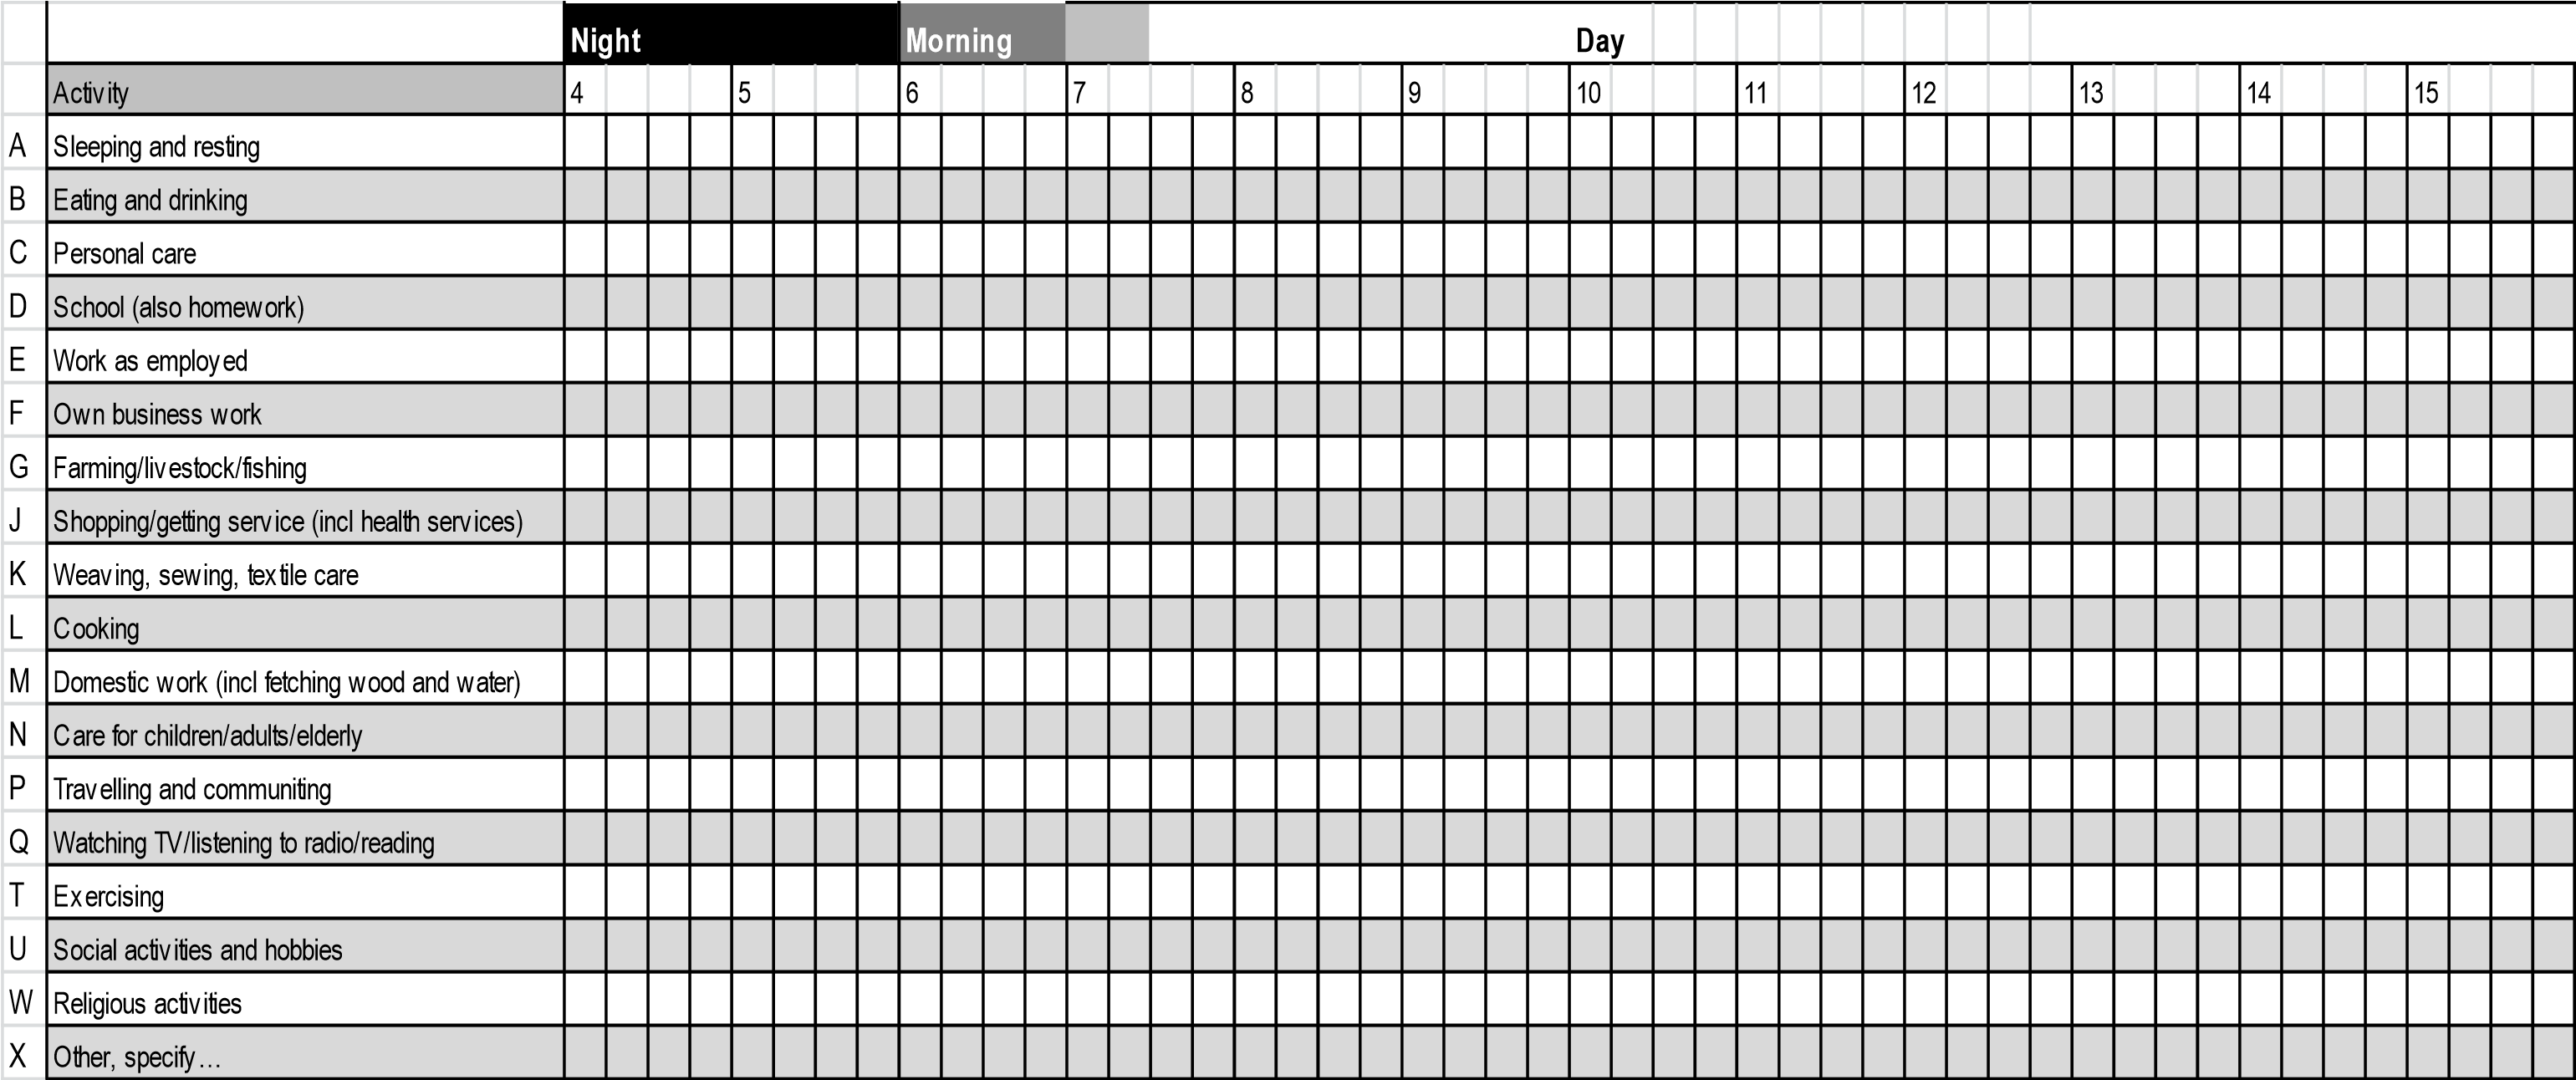 Night Morning Day
Activity 4 5 6 7 8 9 10 11 12 13 14 15
A Sleeping and resting
B Eating and drinking
C Personal care
D School (also homework)
E Work as employed
F Own business work
G Farming/livestock/fishing
J Shopping/getting service (incl health services)
K Weaving, sewing, textile care
L Cooking
M Domestic work (incl fetching wood and water)
N Care for children/adults/elderly
P Travelling and communiting
Q Watching TV/listening to radio/reading
T Exercising
U Social activities and hobbies
W Religious activities
X Other, specify…